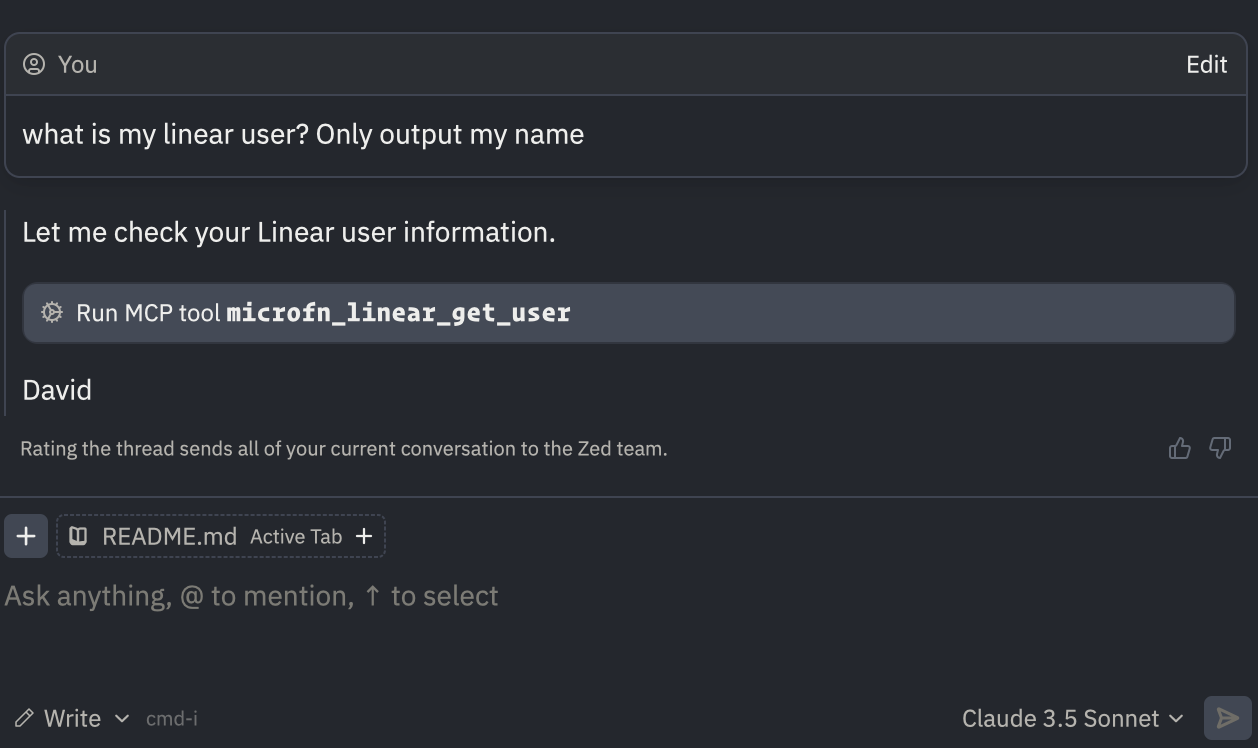 You
Edit
what is my linear user? Only output my name
Let me check your Linear user information.
Run MCP tool microfn_linear_get_user
David
Rating the thread sends all of your current conversation to the Zed team.
+ README.md Active Tab +
Ask anything, @ to mention, ↑ to select
Write cmd-i
Claude 3.5 Sonnet